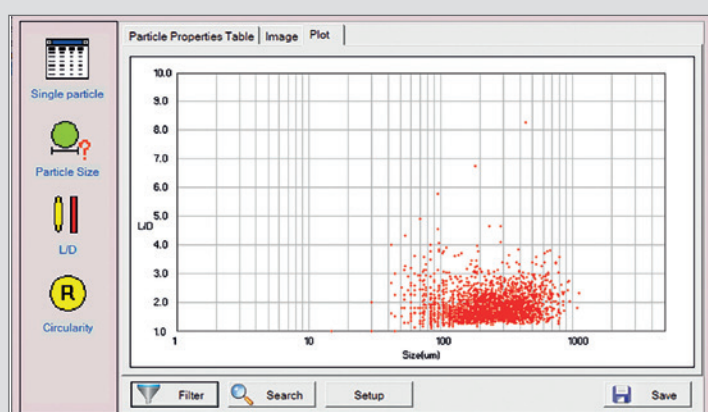 Particle Properties Table
Image
Plot
Single particle
Particle Size
L/D
R
Circularity
10.0
9.0
8.0
7.0
6.0
5.0
4.0
3.0
2.0
1.0
L/D
1
10
100
1000
Size(um)
Filter
Search
Setup
Save